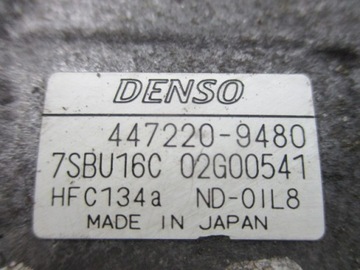 DENSO
447220-9480
7SBU16C 02G00541
HFC134a ND-OIL8
MADE IN JAPAN